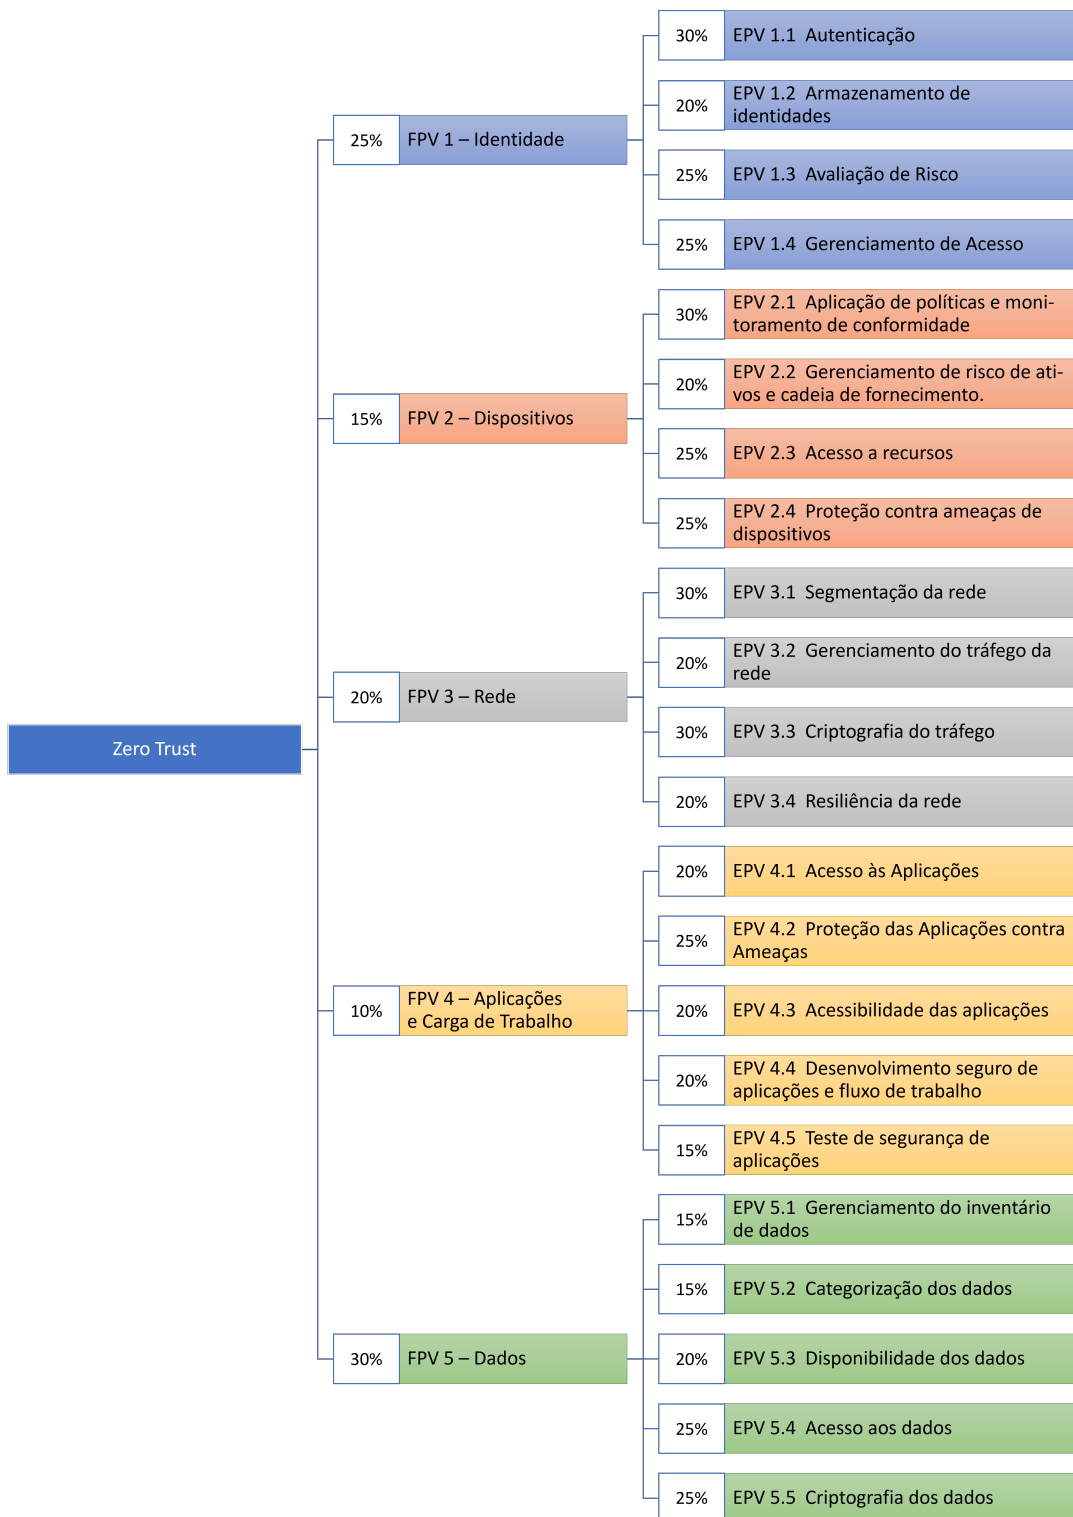 30%
EPV 1.1 Autenticação
20%
EPV 1.2 Armazenamento de
identidades
25%
FPV 1 – Identidade
25%
EPV 1.3 Avaliação de Risco
25%
EPV 1.4 Gerenciamento de Acesso
30%
EPV 2.1 Aplicação de políticas e moni-
toramento de conformidade
20%
EPV 2.2 Gerenciamento de risco de ati-
vos e cadeia de fornecimento.
15%
FPV 2 – Dispositivos
25%
EPV 2.3 Acesso a recursos
25%
EPV 2.4 Proteção contra ameaças de
dispositivos
30%
EPV 3.1 Segmentação da rede
20%
EPV 3.2 Gerenciamento do tráfego da
rede
20%
FPV 3 – Rede
30%
EPV 3.3 Criptografia do tráfego
Zero Trust
20%
EPV 3.4 Resiliência da rede
20%
EPV 4.1 Acesso às Aplicações
25%
EPV 4.2 Proteção das Aplicações contra
Ameaças
10%
FPV 4 – Aplicações
e Carga de Trabalho
20%
EPV 4.3 Acessibilidade das aplicações
20%
EPV 4.4 Desenvolvimento seguro de
aplicações e fluxo de trabalho
15%
EPV 4.5 Teste de segurança de
aplicações
15%
EPV 5.1 Gerenciamento do inventário
de dados
15%
EPV 5.2 Categorização dos dados
30%
FPV 5 – Dados
20%
EPV 5.3 Disponibilidade dos dados
25%
EPV 5.4 Acesso aos dados
25%
EPV 5.5 Criptografia dos dados